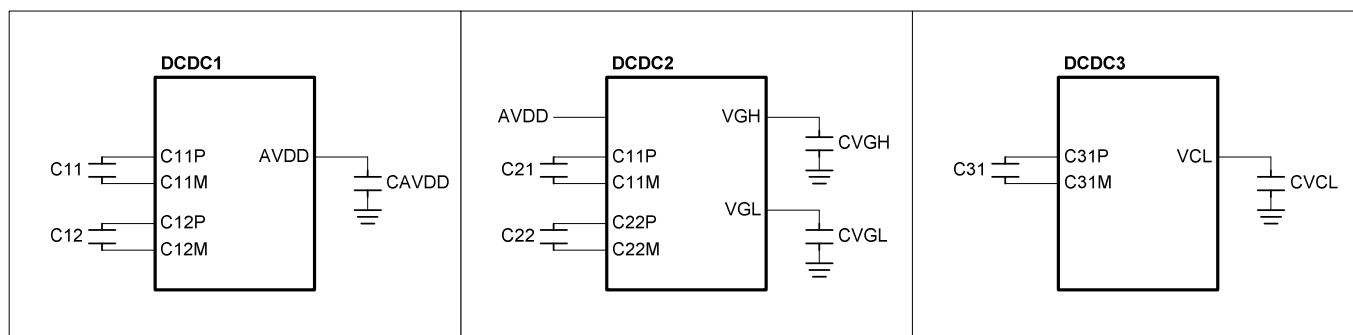 DCDC1
C11
C11P
C11M
C12
C12P
C12M
AVDD
CAVDD
DCDC2
AVDD
C21
C11P
C11M
C22
C22P
C22M
VGH
CVGH
VGL
CVGL
DCDC3
C31
C31P
C31M
VCL
CVCL